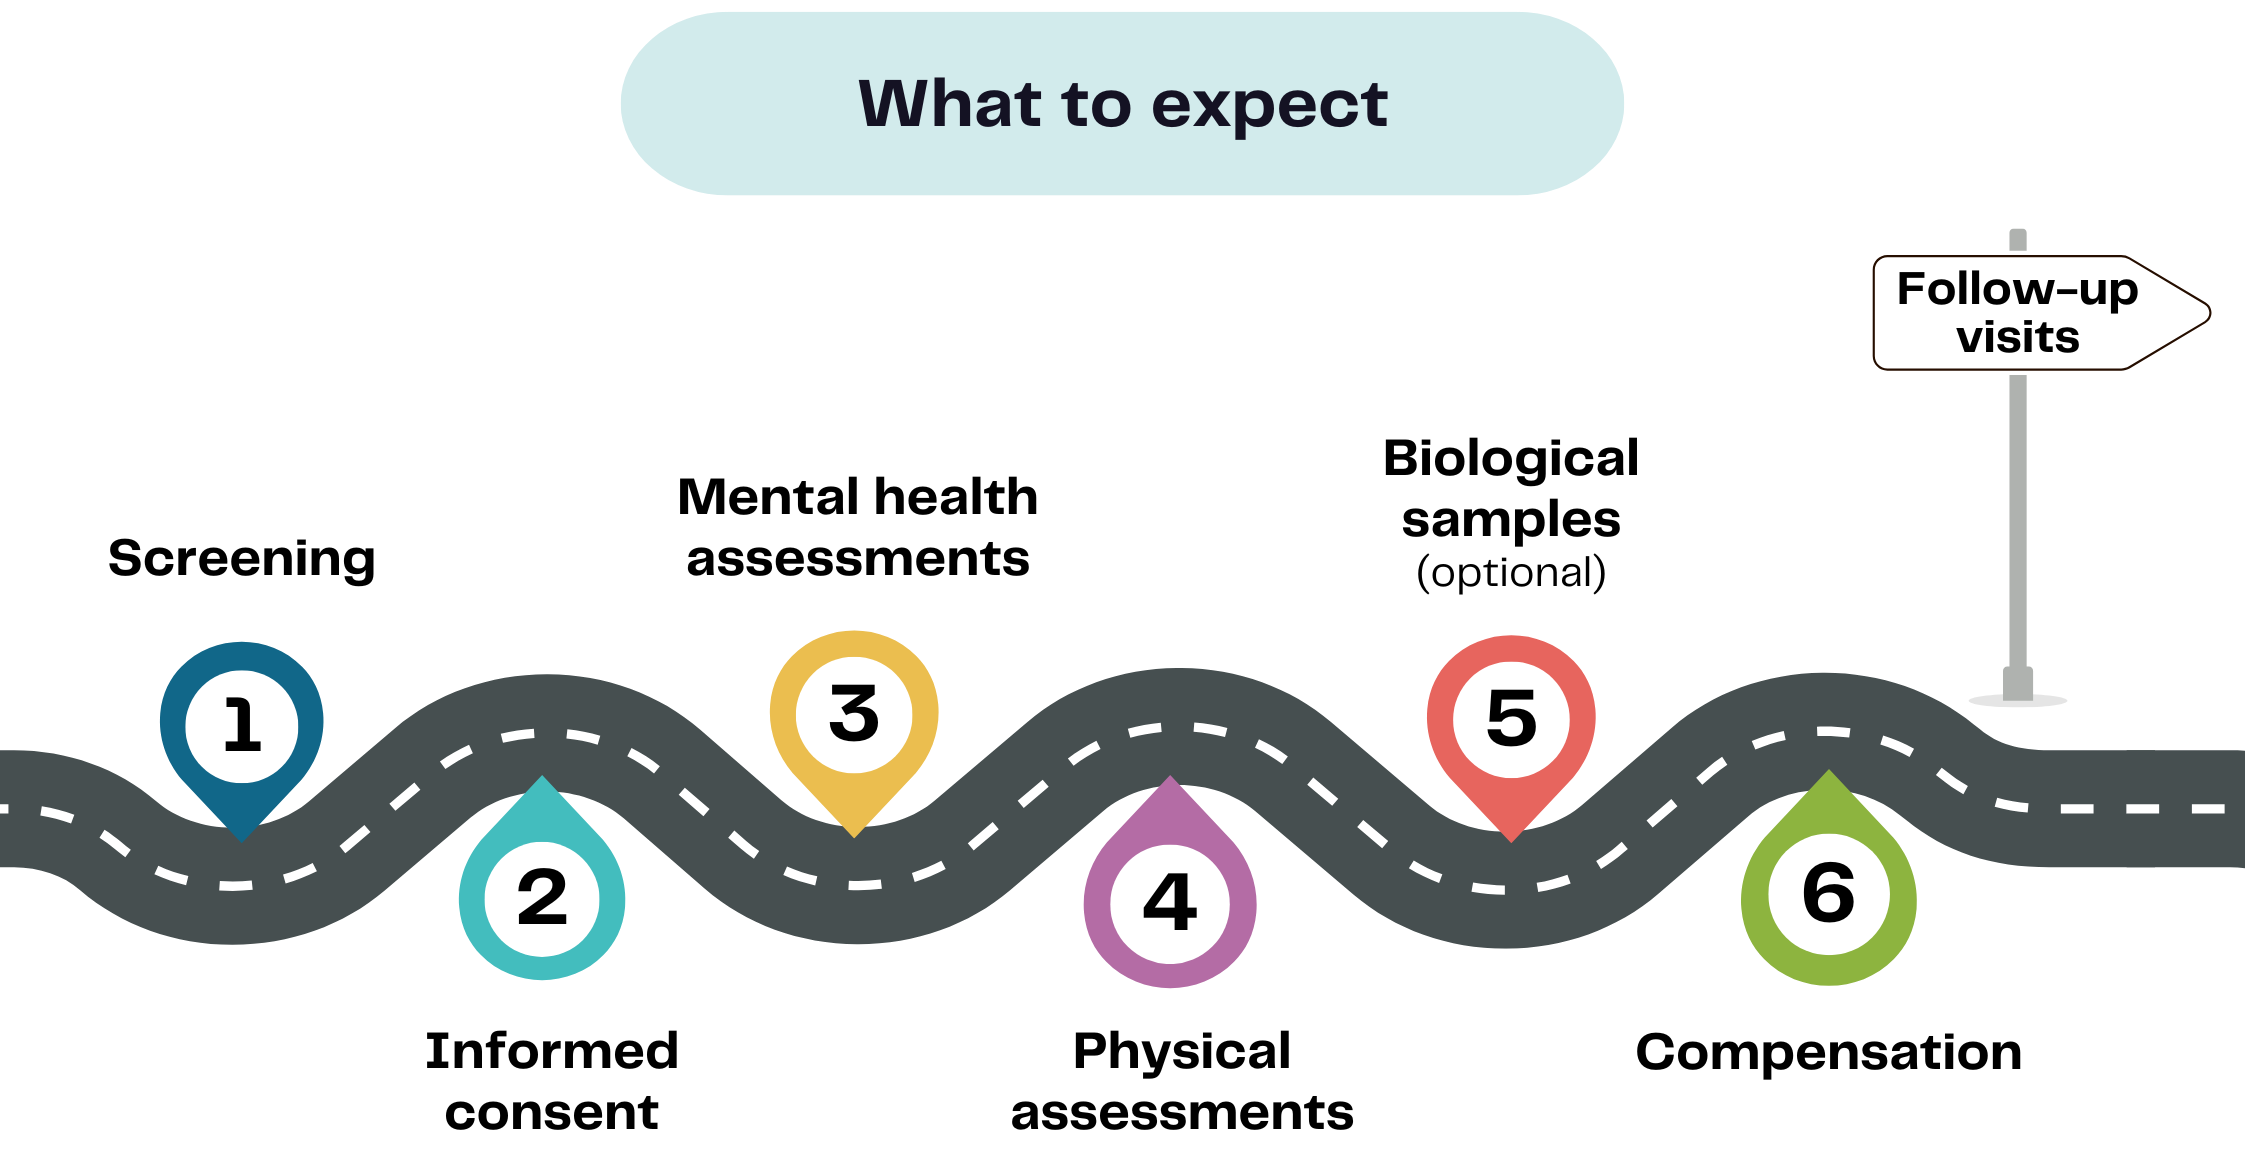 What to expect
Follow-up
visits
Screening
1
Informed
consent
2
Mental health
assessments
3
Physical
assessments
4
Biological
samples
(optional)
5
Compensation
6